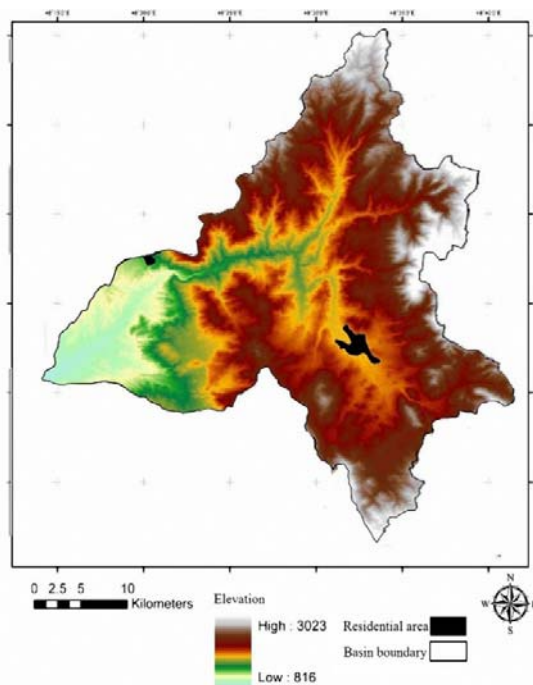 0 2.5 5 10
Kilometers
Elevation
High : 3023
Low : 816
Residential area
Basin boundary
N
W E
S